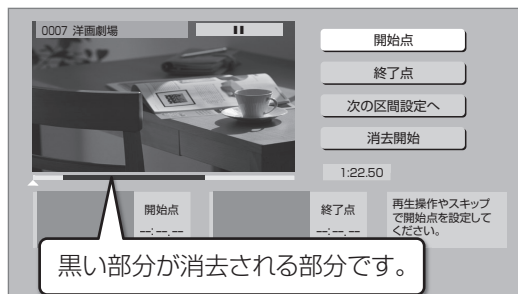 0007 洋画劇場
開始点
終了点
次の区間設定へ
消去開始
1:22.50
開始点
--:--.--
終了点
--:--.--
再生操作やスキップ
で開始点を設定して
ください。
黒い部分が消去される部分です。